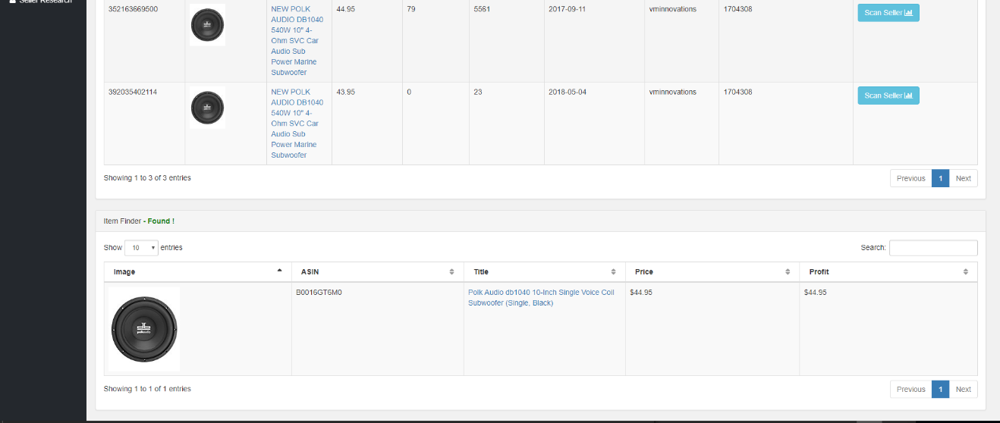 Seller Research
352163669500
NEW POLK
AUDIO DB1040
540W 10" 4-
Ohm SVC Car
Audio Sub
Power Marine
Subwoofer
44.95
79
5561
2017-09-11
vminnovations
1704308
Scan Seller
392035402114
NEW POLK
AUDIO DB1040
540W 10" 4-
Ohm SVC Car
Audio Sub
Power Marine
Subwoofer
43.95
0
23
2018-05-04
vminnovations
1704308
Scan Seller
Showing 1 to 3 of 3 entries
Previous 1 Next
Item Finder - Found !
Show 10 entries
Search:
Image ASIN Title Price Profit
polkaudio
B0016GT6M0
Polk Audio db1040 10-Inch Single Voice Coil
Subwoofer (Single, Black)
$44.95
$44.95
Showing 1 to 1 of 1 entries
Previous 1 Next